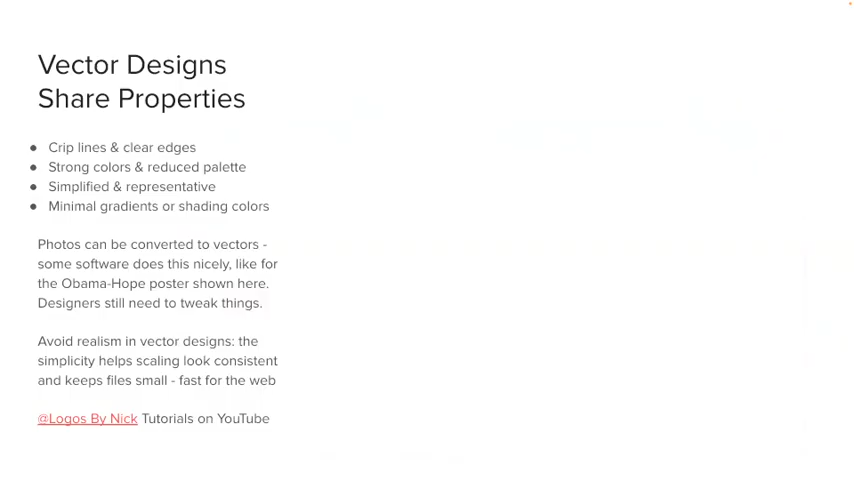 Vector Designs
Share Properties
● Crip lines & clear edges
● Strong colors & reduced palette
● Simplified & representative
● Minimal gradients or shading colors
Photos can be converted to vectors -
some software does this nicely, like for
the Obama-Hope poster shown here.
Designers still need to tweak things.
Avoid realism in vector designs: the
simplicity helps scaling look consistent
and keeps files small - fast for the web
@Logos By Nick Tutorials on YouTube